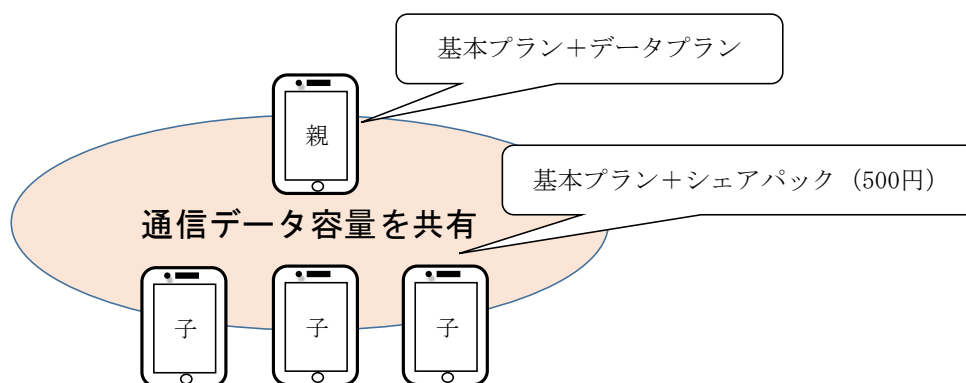 基本プラン＋データプラン
親
基本プラン＋シェアパック（500円）
通信データ容量を共有
子
子
子